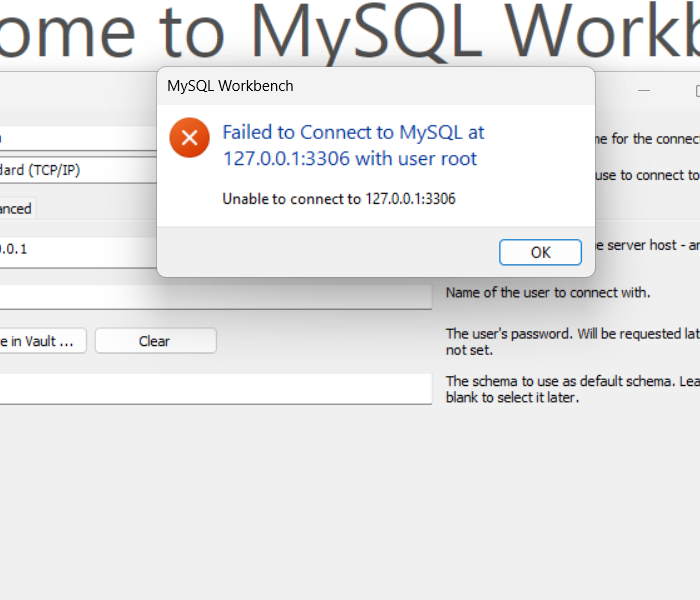 ome to MySQL Workb
MySQL Workbench
Failed to Connect to MySQL at
127.0.0.1:3306 with user root
Unable to connect to 127.0.0.1:3306
OK
me for the connect
dard (TCP/IP)
use to connect to
anced
0.0.1
e server host - an
Name of the user to connect with.
e in Vault ...
Clear
The user's password. Will be requested lat
not set.
The schema to use as default schema. Lea
blank to select it later.